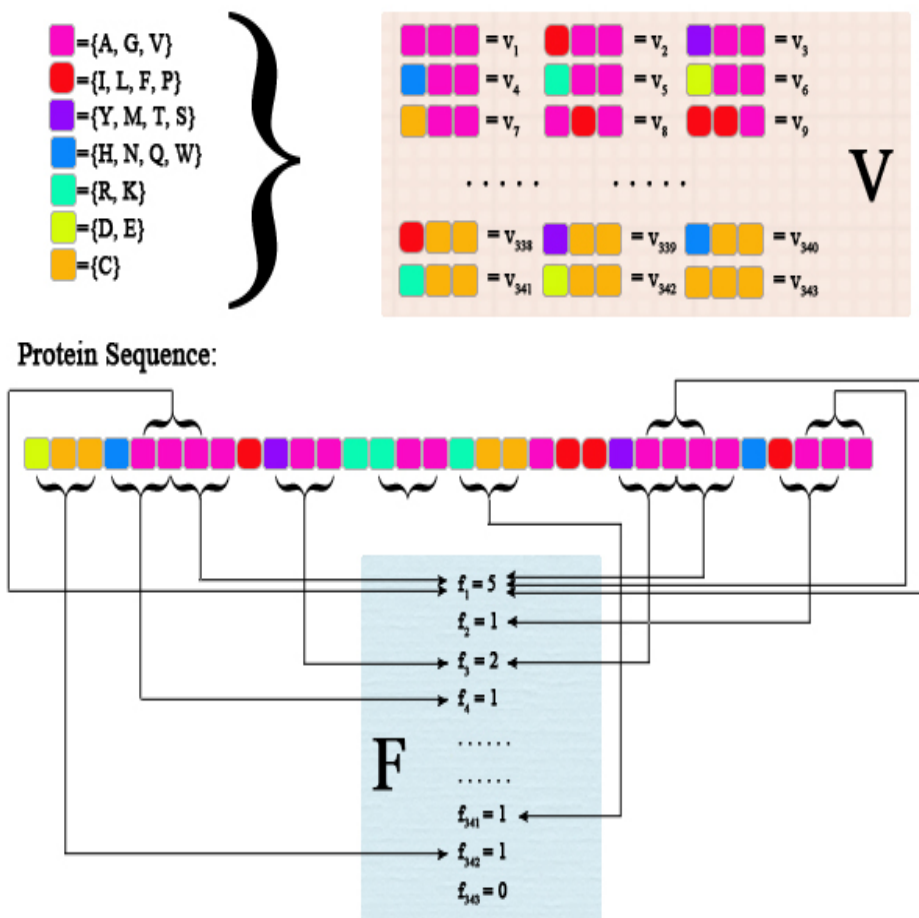 ={A, G, V}
={I, L, F, P}
={Y, M, T, S}
={H, N, Q, W}
={R, K}
={D, E}
={C}
= v₁ = v₂ = v₃
= v₄ = v₅ = v₆
= v₇ = v₈ = v₉
V
..... .....
= v₃₃₈ = v₃₃₉ = v₃₄₀
= v₃₄₁ = v₃₄₂ = v₃₄₃
Protein Sequence:
f₁ = 5
f₂ = 1
f₃ = 2
f₄ = 1
......
F
......
f₃₄₁ = 1
f₃₄₂ = 1
f₃₄₃ = 0